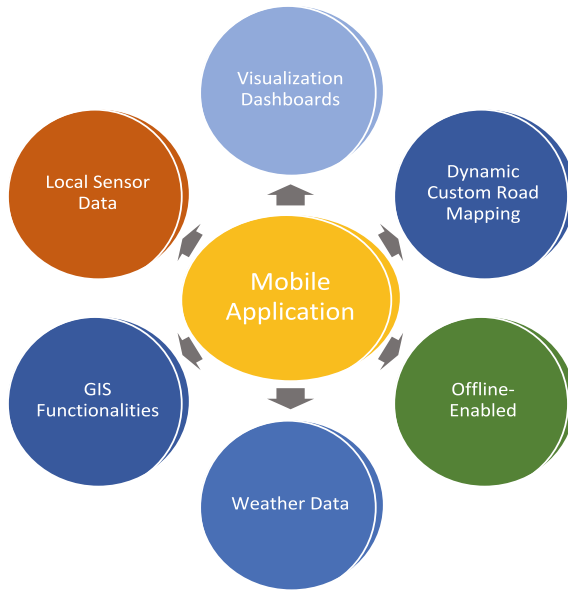 Visualization
Dashboards
Local Sensor
Data
Dynamic
Custom Road
Mapping
Mobile
Application
GIS
Functionalities
Offline-
Enabled
Weather Data